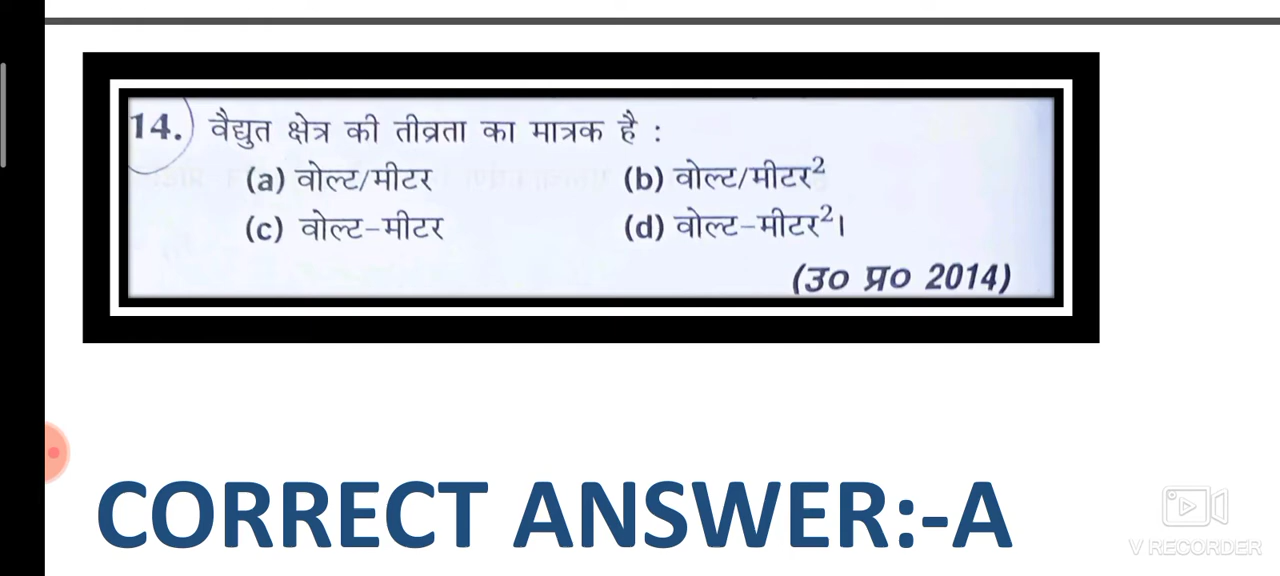 14. वैद्युत क्षेत्र की तीव्रता का मात्रक है :
(a) वोल्ट/मीटर (b) वोल्ट/मीटर²
(c) वोल्ट-मीटर (d) वोल्ट-मीटर²।
(उ० प्र० 2014)
CORRECT ANSWER:-A
V RECORDER